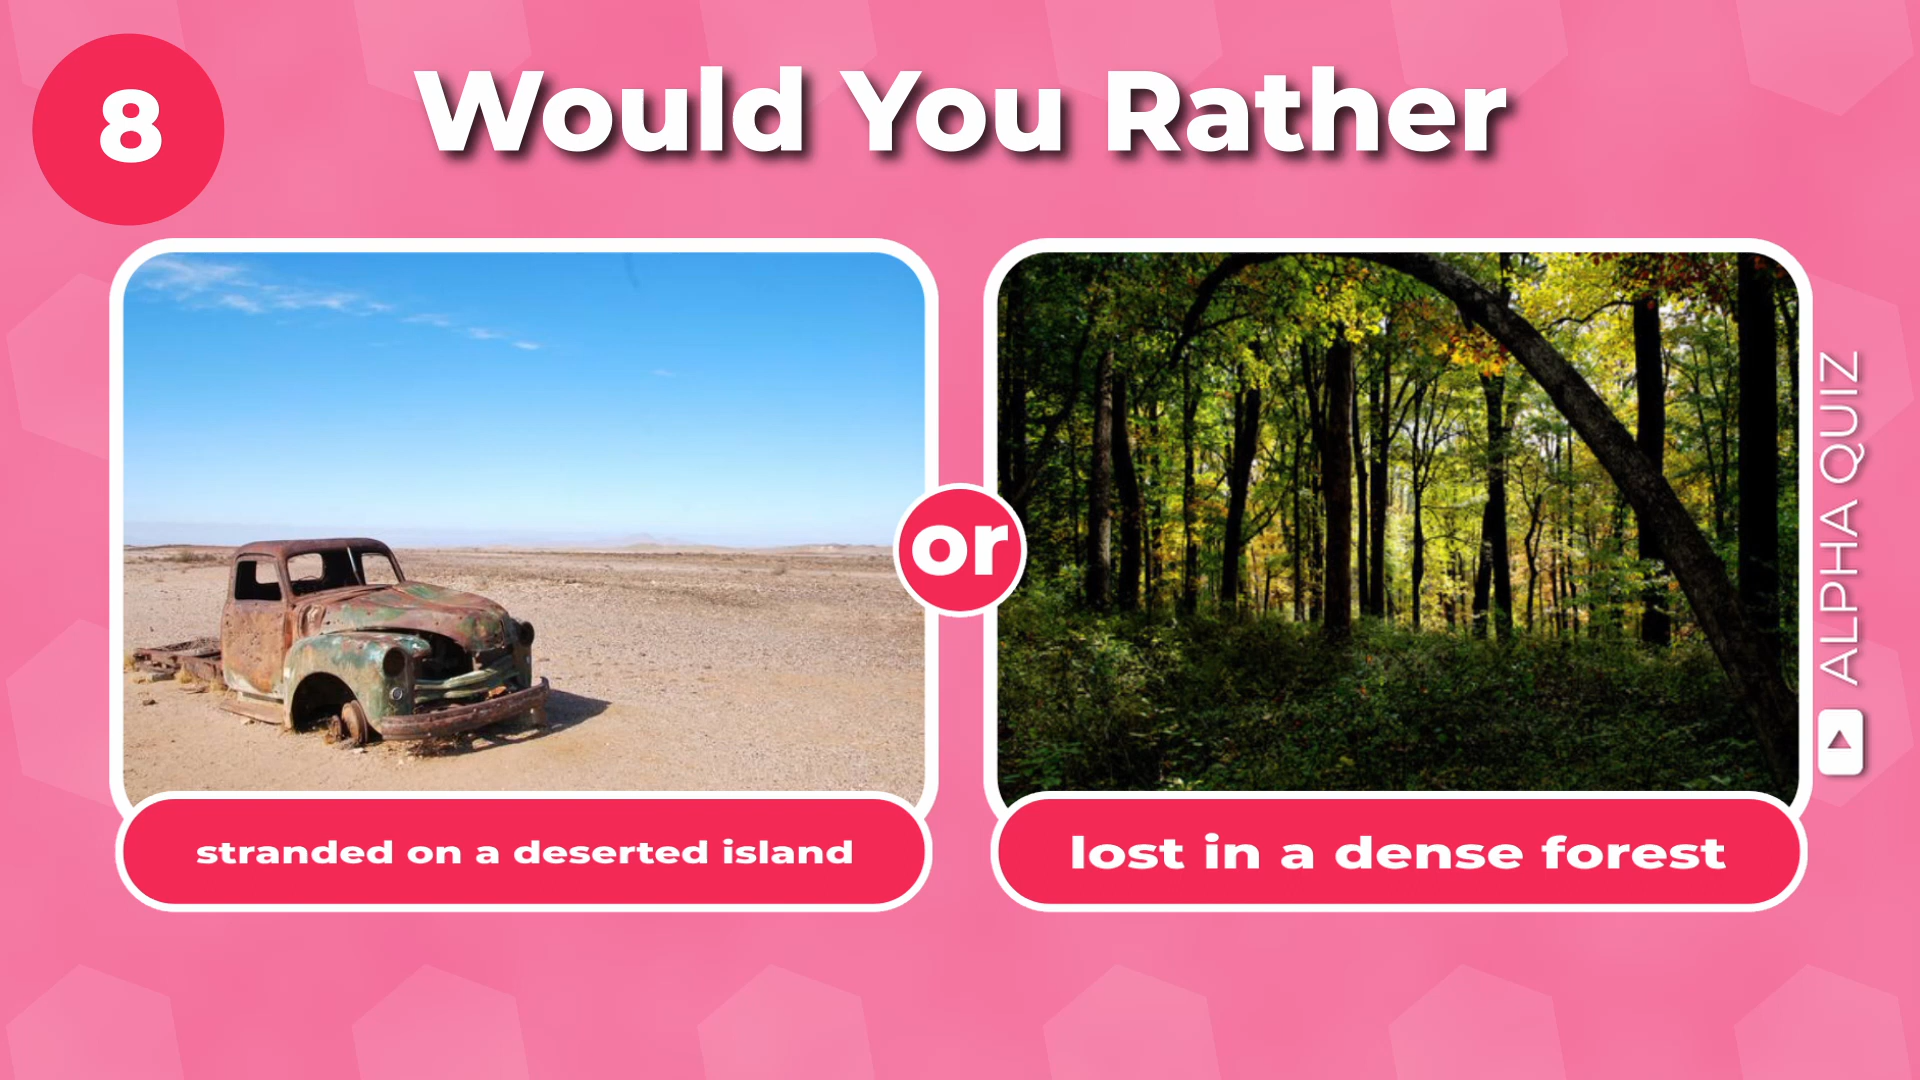 8
Would You Rather
or
stranded on a deserted island
lost in a dense forest
ALPHA QUIZ